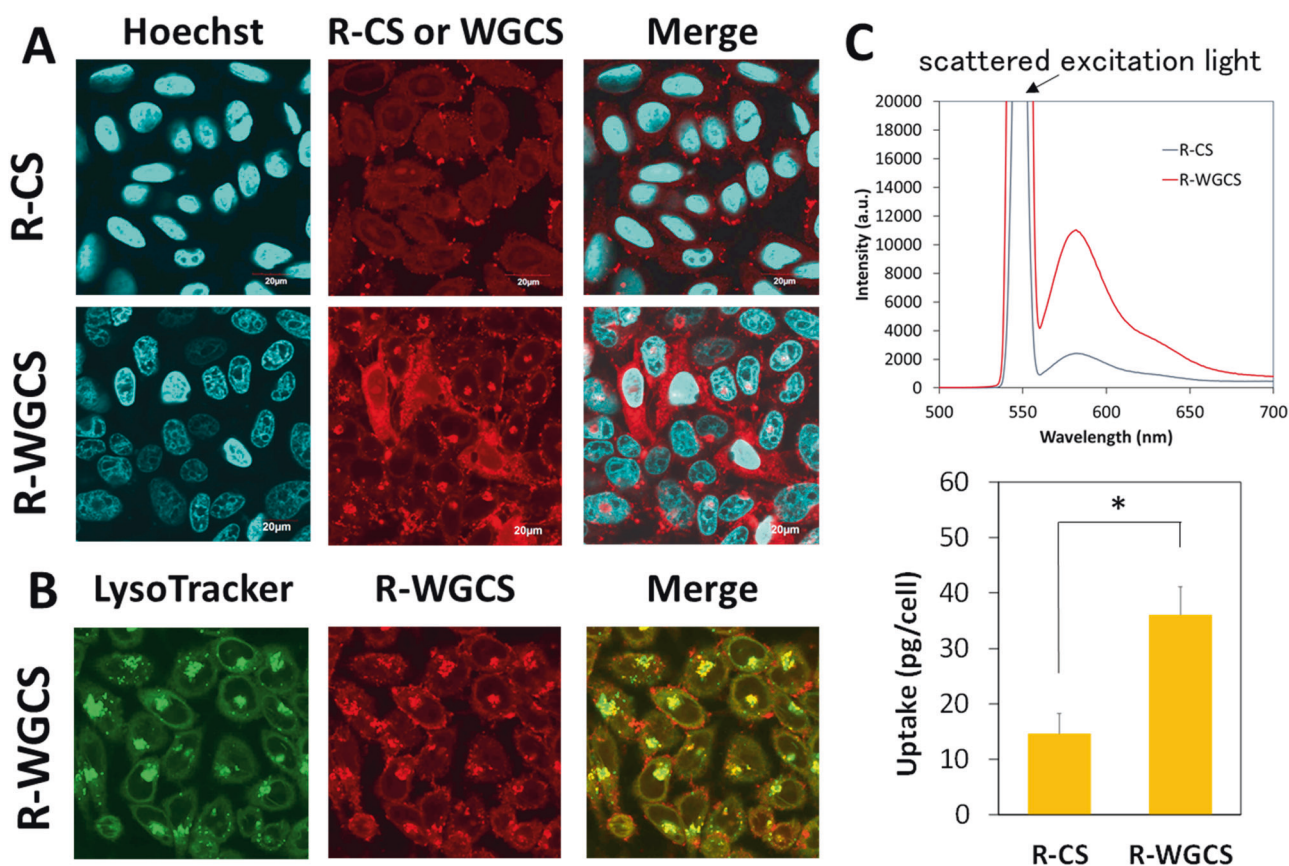 A
Hoechst
R-CS or WGCS
Merge
R-CS
20μm
20μm
20μm
R-WGCS
20μm
20μm
20μm
B
LysoTracker
R-WGCS
Merge
R-WGCS
C
scattered excitation light
20000
18000
16000
14000
12000
10000
8000
6000
4000
2000
0
Intensity (a.u.)
R-CS
R-WGCS
500
550
600
650
700
Wavelength (nm)
60
50
40
30
20
10
0
Uptake (pg/cell)
*
R-CS
R-WGCS